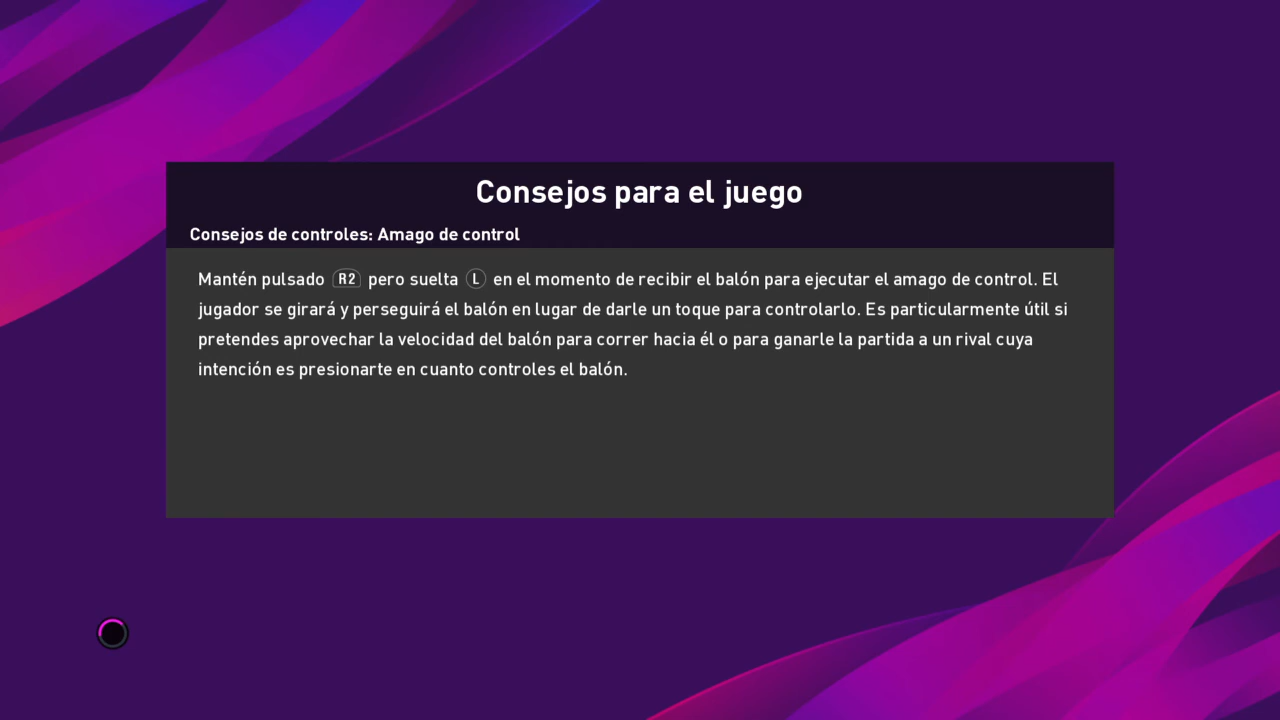 Consejos para el juego
Consejos de controles: Amago de control
Mantén pulsado R2 pero suelta L en el momento de recibir el balón para ejecutar el amago de control. El
jugador se girará y perseguirá el balón en lugar de darle un toque para controlarlo. Es particularmente útil si
pretendes aprovechar la velocidad del balón para correr hacia él o para ganarle la partida a un rival cuya
intención es presionarte en cuanto controles el balón.